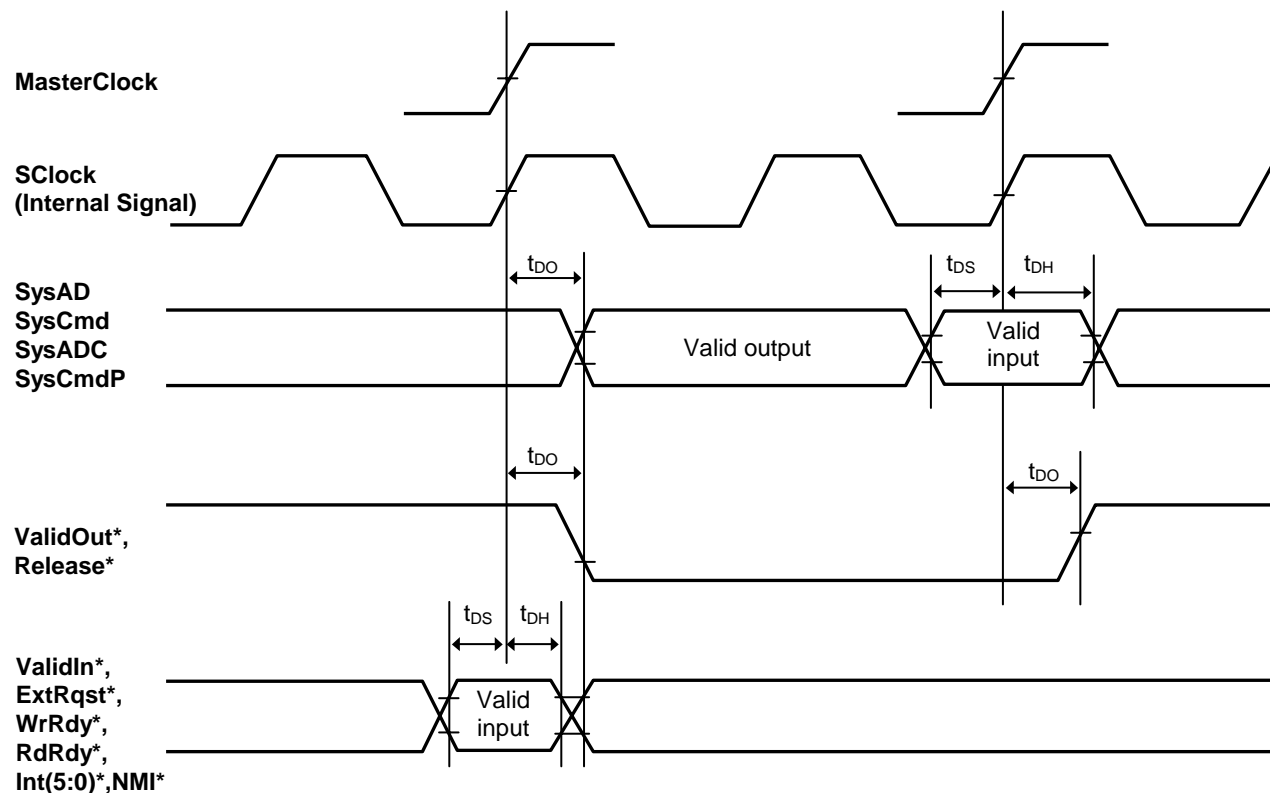 MasterClock
SClock
(Internal Signal)
tDO
tDS
tDH
SysAD
SysCmd
SysADC
SysCmdP
Valid output
Valid
input
tDO
tDO
ValidOut*,
Release*
tDS
tDH
ValidIn*,
ExtRqst*,
WrRdy*,
RdRdy*,
Int(5:0)*,NMI*
Valid
input